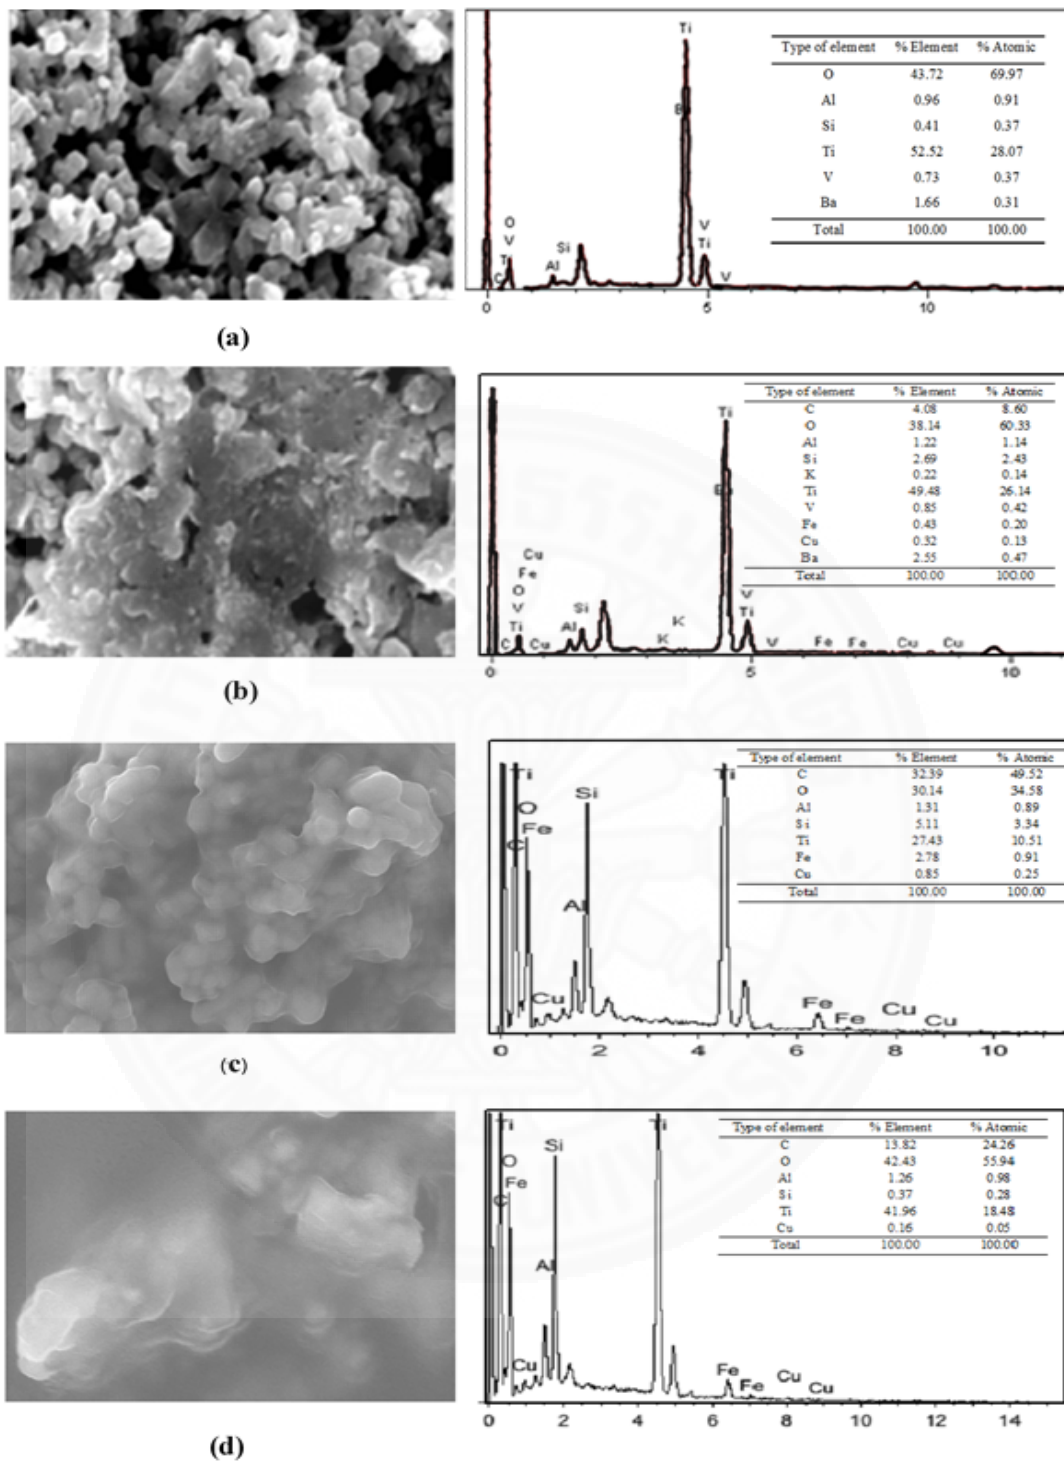 Type of element % Element % Atomic
O 43.72 69.97
Al 0.96 0.91
Si 0.41 0.37
Ti 52.52 28.07
V 0.73 0.37
Ba 1.66 0.31
Total 100.00 100.00
Ti
B
O
V
T
C
Al
Si
V
Ti
V
0 5 10
(a)
Type of element % Element % Atomic
C 4.08 8.60
O 38.14 60.33
Al 1.22 1.14
Si 2.69 2.43
K 0.22 0.14
Ti 49.48 26.14
V 0.85 0.42
Fe 0.43 0.20
Cu 0.32 0.13
Ba 2.55 0.47
Total 100.00 100.00
Ti
Cu
Fe
O
V
Ti
C
Cu
Al
Si
K
K
V
Ti
V
Fe Fe Cu Cu
0 5 10
(b)
Type of element % Element % Atomic
C 32.39 49.52
O 30.14 34.58
Al 1.31 0.89
Si 5.11 3.34
Ti 27.43 10.51
Fe 2.78 0.91
Cu 0.85 0.25
Total 100.00 100.00
Ti
O
Fe
C
Cu
Al
Si
Ti
Fe
Fe
Cu
Cu
0 2 4 6 8 10
(c)
Type of element % Element % Atomic
C 13.82 24.26
O 42.43 55.94
Al 1.26 0.98
Si 0.37 0.28
Ti 41.96 18.48
Cu 0.16 0.05
Total 100.00 100.00
Ti
O
Fe
C
Cu
Al
Si
Ti
Fe
Fe
Cu
Cu
0 2 4 6 8 10 12 14
(d)